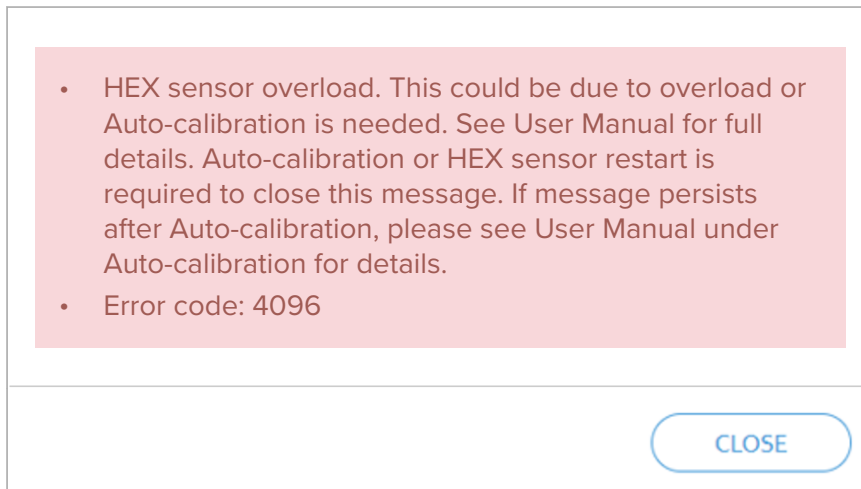 • HEX sensor overload. This could be due to overload or
Auto-calibration is needed. See User Manual for full
details. Auto-calibration or HEX sensor restart is
required to close this message. If message persists
after Auto-calibration, please see User Manual under
Auto-calibration for details.
• Error code: 4096
CLOSE